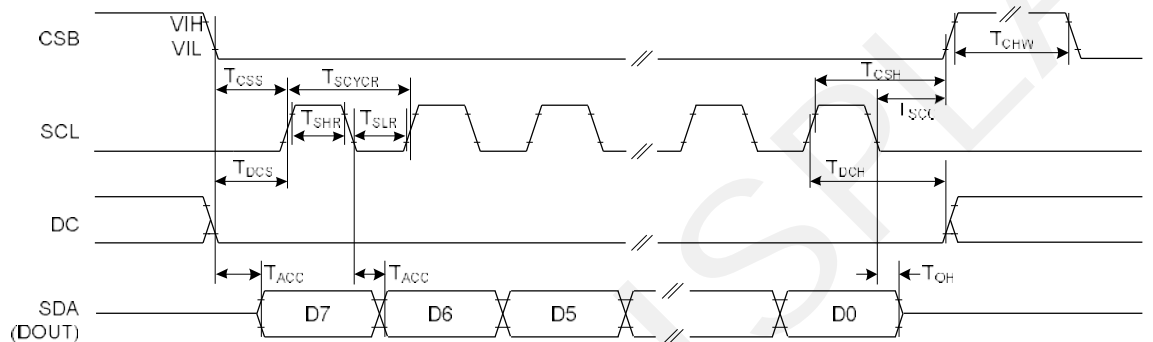 CSB
VIH
VIL
TCHW
TCSS
TSCYCR
TCSH
TSHR
TSLR
TSCC
SCL
TDCS
TDCH
DC
TACC
TACC
TOH
SDA
(DOUT)
D7
D6
D5
D0